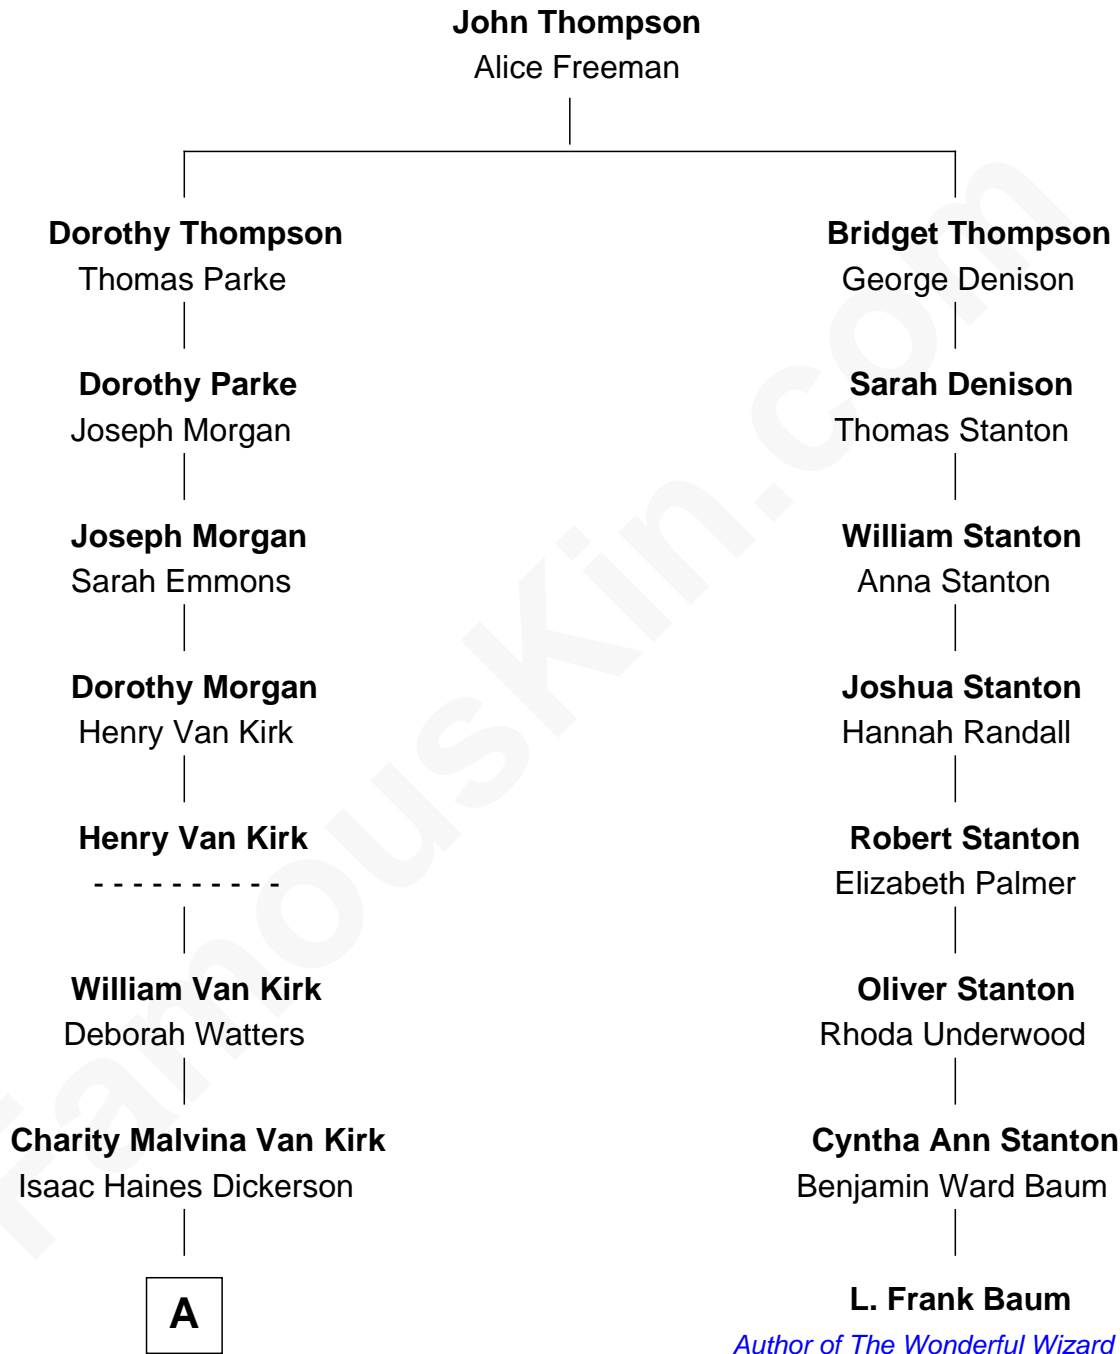 John Thompson
Alice Freeman
Dorothy Thompson
Thomas Parke
Bridget Thompson
George Denison
Dorothy Parke
Joseph Morgan
Sarah Denison
Thomas Stanton
Joseph Morgan
Sarah Emmons
William Stanton
Anna Stanton
Dorothy Morgan
Henry Van Kirk
Joshua Stanton
Hannah Randall
Henry Van Kirk
- - - - - - - - - -
Robert Stanton
Elizabeth Palmer
William Van Kirk
Deborah Watters
Oliver Stanton
Rhoda Underwood
Charity Malvina Van Kirk
Isaac Haines Dickerson
Cyntha Ann Stanton
Benjamin Ward Baum
A
L. Frank Baum
Author of The Wonderful Wizard
FamousKin.com